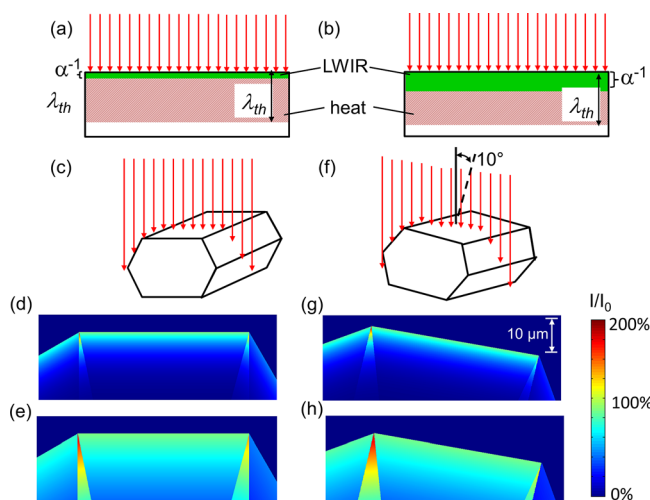 (a)
(b)
α⁻¹
LWIR
α⁻¹
λth
λth
heat
λth
(c)
(f)
10°
(d)
(g)
I/I₀
10 μm
200%
(e)
(h)
100%
0%